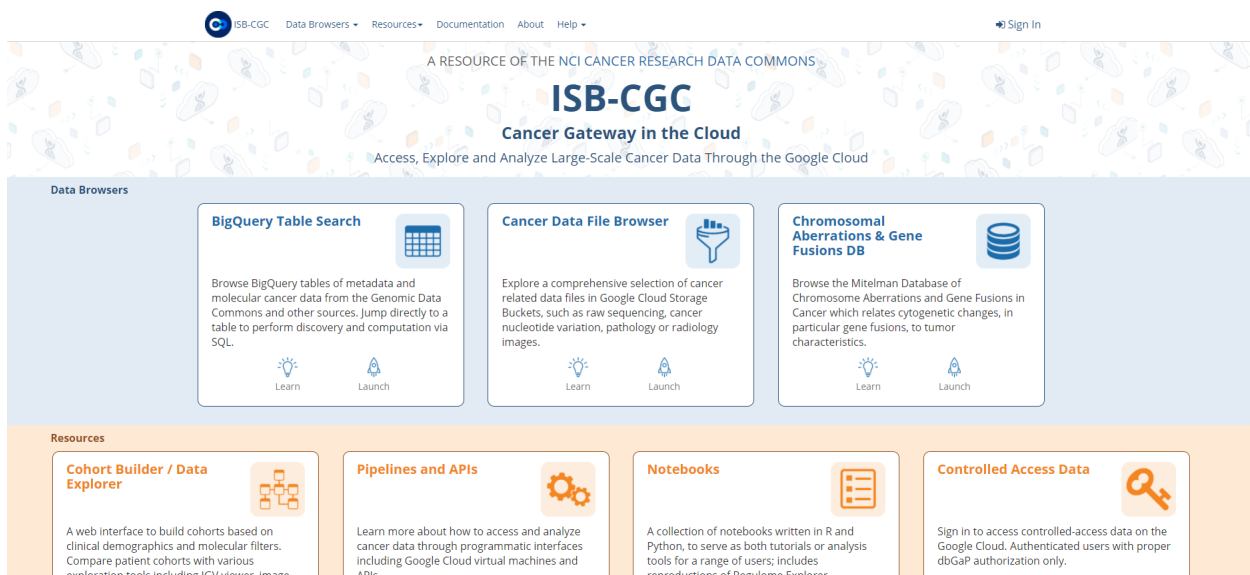 ISB-CGC Data Browsers Resources Documentation About Help Sign In
A RESOURCE OF THE NCI CANCER RESEARCH DATA COMMONS
ISB-CGC
Cancer Gateway in the Cloud
Access, Explore and Analyze Large-Scale Cancer Data Through the Google Cloud
Data Browsers
BigQuery Table Search
Browse BigQuery tables of metadata and
molecular cancer data from the Genomic Data
Commons and other sources. Jump directly to a
table to perform discovery and computation via
SQL.
Learn Launch
Cancer Data File Browser
Explore a comprehensive selection of cancer
related data files in Google Cloud Storage
Buckets, such as raw sequencing, cancer
nucleotide variation, pathology or radiology
images.
Learn Launch
Chromosomal
Aberrations & Gene
Fusions DB
Browse the Mitelman Database of
Chromosome Aberrations and Gene Fusions in
Cancer which relates cytogenetic changes, in
particular gene fusions, to tumor
characteristics.
Learn Launch
Resources
Cohort Builder / Data
Explorer
A web interface to build cohorts based on
clinical demographics and molecular filters.
Compare patient cohorts with various
exploration tools including IGV viewer, image
Pipelines and APIs
Learn more about how to access and analyze
cancer data through programmatic interfaces
including Google Cloud virtual machines and
APIs.
Notebooks
A collection of notebooks written in R and
Python, to serve as both tutorials or analysis
tools for a range of users; includes
reproductions of Regulome Explorer
Controlled Access Data
Sign in to access controlled-access data on the
Google Cloud. Authenticated users with proper
dbGaP authorization only.